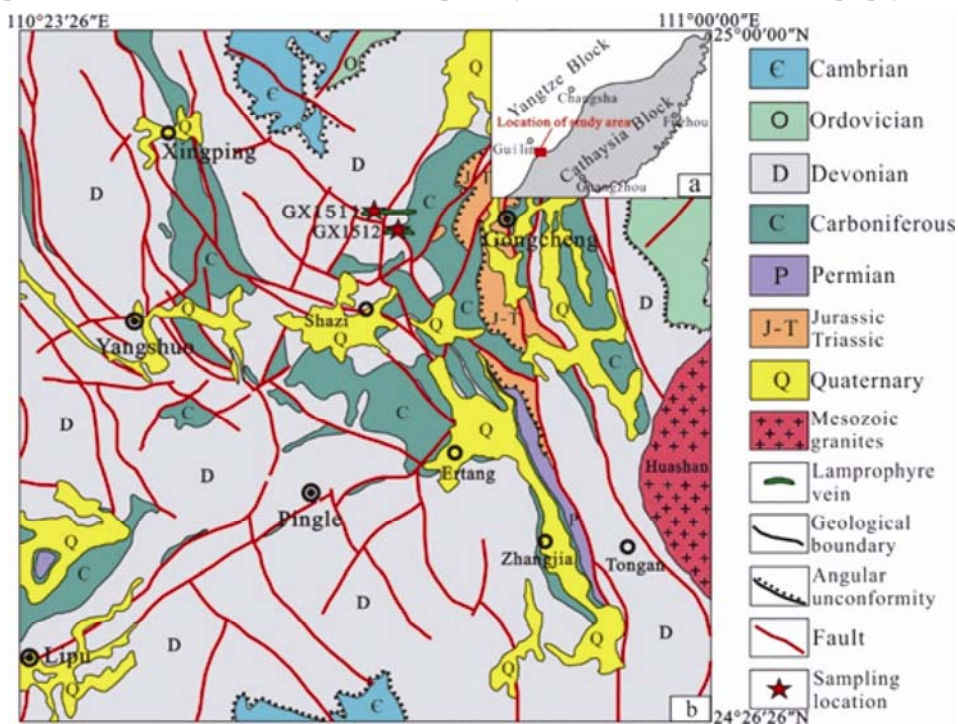 110°23′26″E
111°00′00″E
25°00′00″N
Є
O
Q
Q
Q
Xingping
D
D
D
Yangtze Block
Changsha
Location of study area
Guilin
Cathaysia Block
Fuzhou
Guangzhou
a
J-T
GX151
GX1512
Gongcheng
C
C
C
Q
Q
D
Shazi
Q
Q
J-T
C
Yangshuo
Q
C
D
C
Q
Ertang
D
Huashan
Q
C
Pingle
P
Zhangjia
Tongan
D
D
D
D
Lipu
Q
Q
Q
Є
b
24°26′26″N
Є Cambrian
O Ordovician
D Devonian
C Carboniferous
P Permian
J-T Jurassic
Triassic
Q Quaternary
Mesozoic
granites
Lamprophyre
vein
Geological
boundary
Angular
unconformity
Fault
Sampling
location